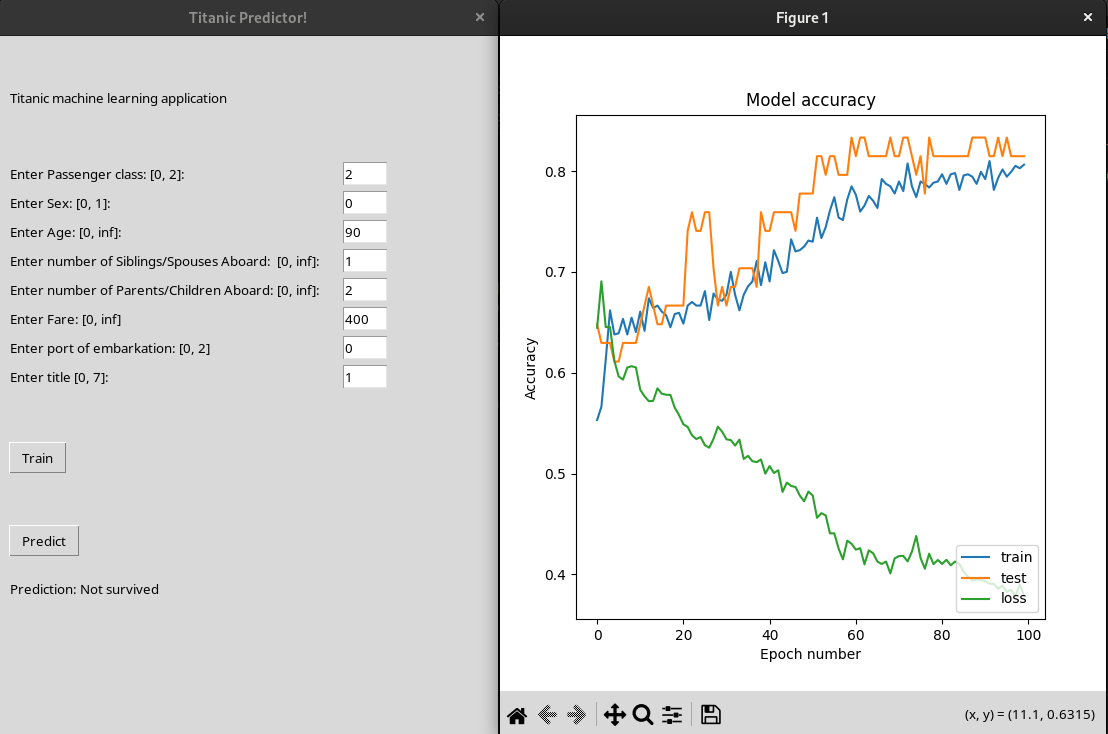 Titanic Predictor!
Titanic machine learning application
Enter Passenger class: [0, 2]: 2
Enter Sex: [0, 1]: 0
Enter Age: [0, inf]: 90
Enter number of Siblings/Spouses Aboard:  [0, inf]: 1
Enter number of Parents/Children Aboard: [0, inf]: 2
Enter Fare: [0, inf] 400
Enter port of embarkation: [0, 2] 0
Enter title [0, 7]: 1
Train
Predict
Prediction: Not survived
Figure 1
Model accuracy
Accuracy
0.8
0.7
0.6
0.5
0.4
train
test
loss
0 20 40 60 80 100
Epoch number
(x, y) = (11.1, 0.6315)